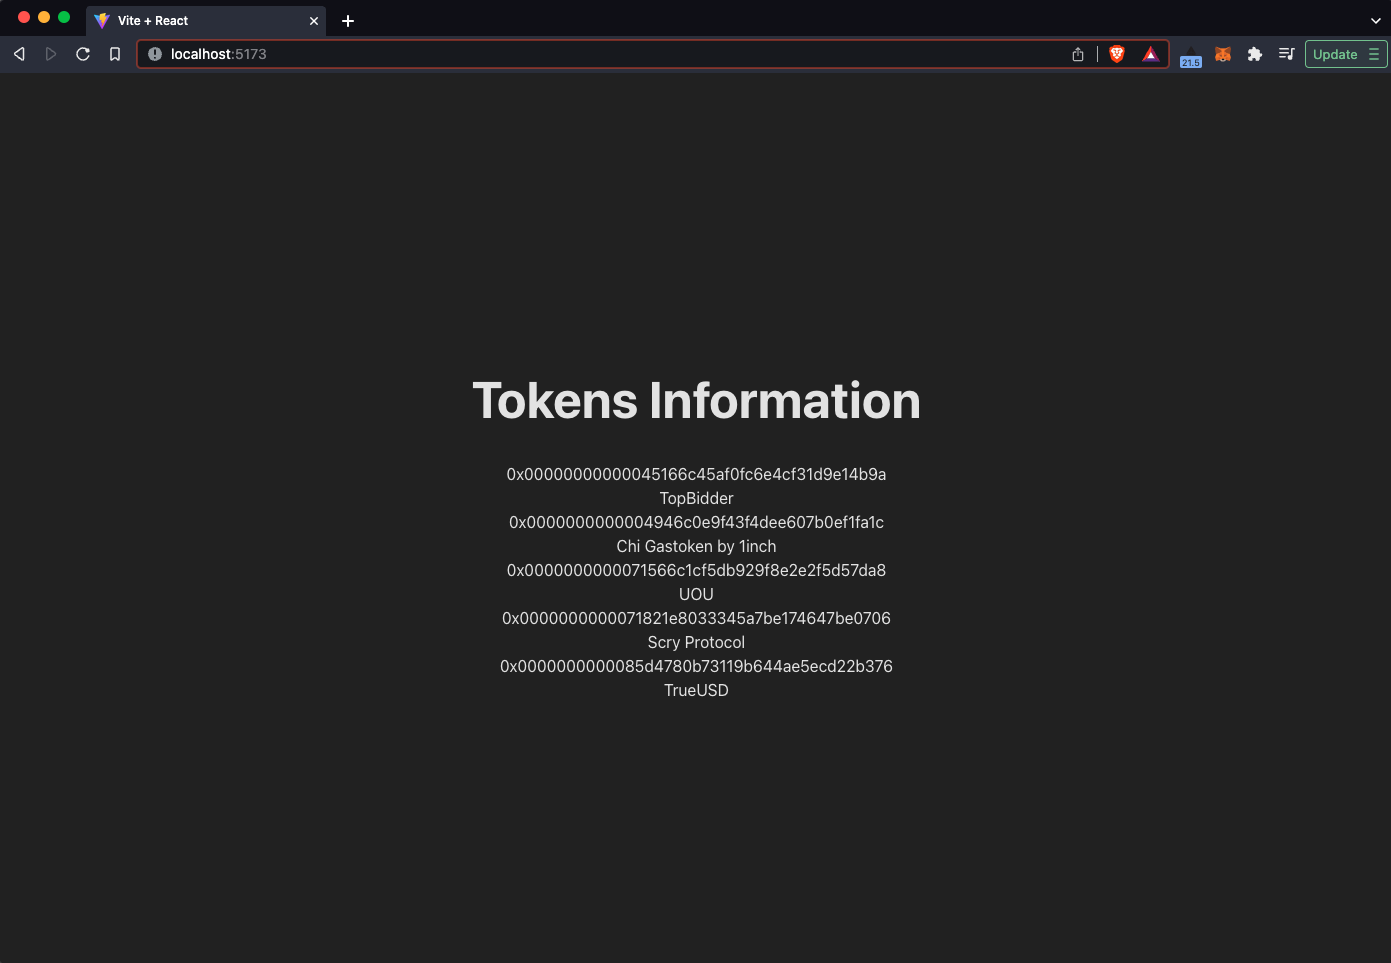 Vite + React
localhost:5173
21.5
Update
Tokens Information
0x00000000000045166c45af0fc6e4cf31d9e14b9a
TopBidder
0x0000000000004946c0e9f43f4dee607b0ef1fa1c
Chi Gastoken by 1inch
0x0000000000071566c1cf5db929f8e2e2f5d57da8
UOU
0x0000000000071821e8033345a7be174647be0706
Scry Protocol
0x0000000000085d4780b73119b644ae5ecd22b376
TrueUSD